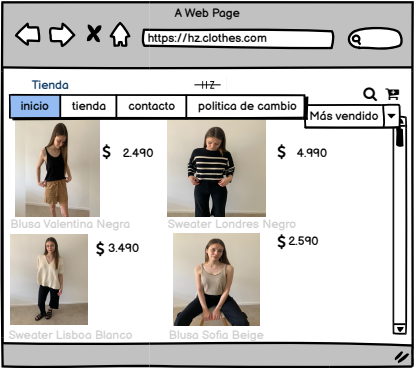 A Web Page
https://hz.clothes.com
Tienda
HZ
inicio tienda contacto politica de cambio
Más vendido
$ 2.490
$ 4.990
Blusa Valentina Negra
Sweater Londres Negro
$ 3.490
$ 2.590
Sweater Lisboa Blanco
Blusa Sofia Beige